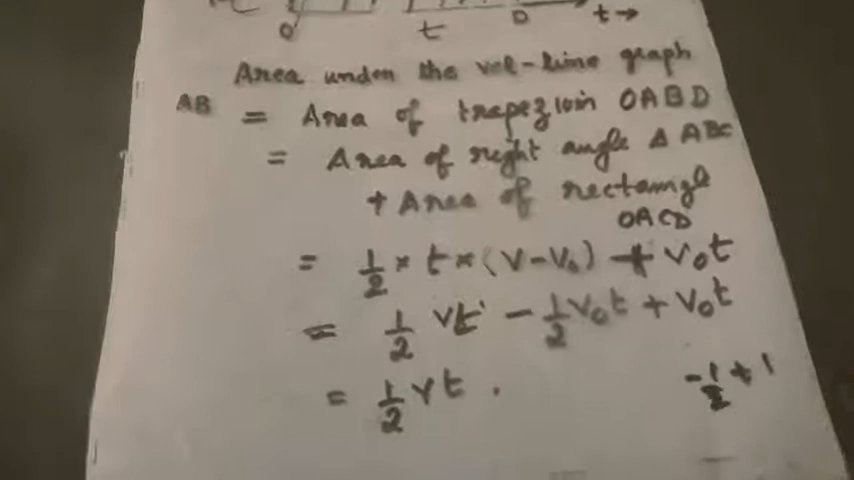 O t D t →
Area under the vel-time graph
AB = Area of trapezium OABD
= Area of right angle Δ ABC
+ Area of rectangle
OACD
= 1/2 × t × (V - V₀) + V₀t
= 1/2 Vt - 1/2 V₀t + V₀t
= 1/2 Vt . -1/2 + 1